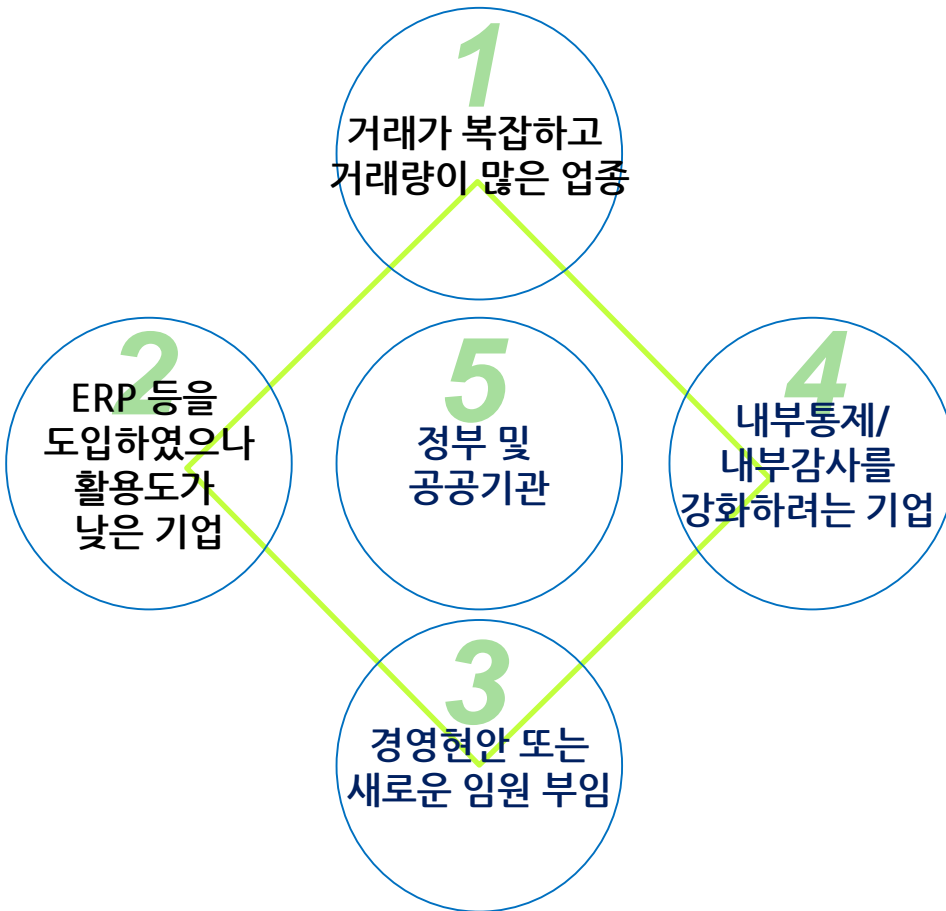 1
거래가 복잡하고
거래량이 많은 업종
2
ERP 등을
도입하였으나
활용도가
낮은 기업
3
경영현안 또는
새로운 임원 부임
4
내부통제/
내부감사를
강화하려는 기업
5
정부 및
공공기관